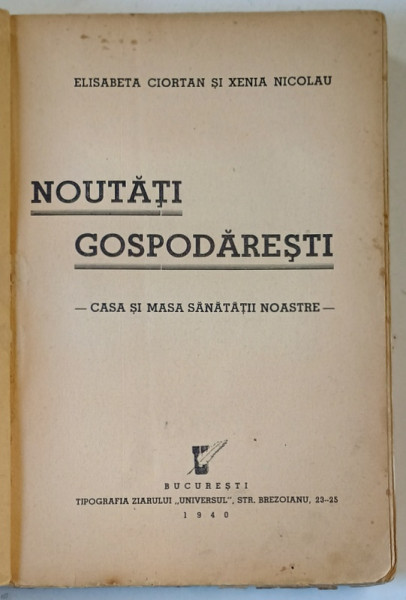 ELISABETA CIORTAN ȘI XENIA NICOLAU
NOUTĂȚI
GOSPODĂREȘTI
— CASA ȘI MASA SĂNĂTĂȚII NOASTRE —
BUCUREȘTI
TIPOGRAFIA ZIARULUI „UNIVERSUL”, STR. BREZOIANU, 23–25
1940